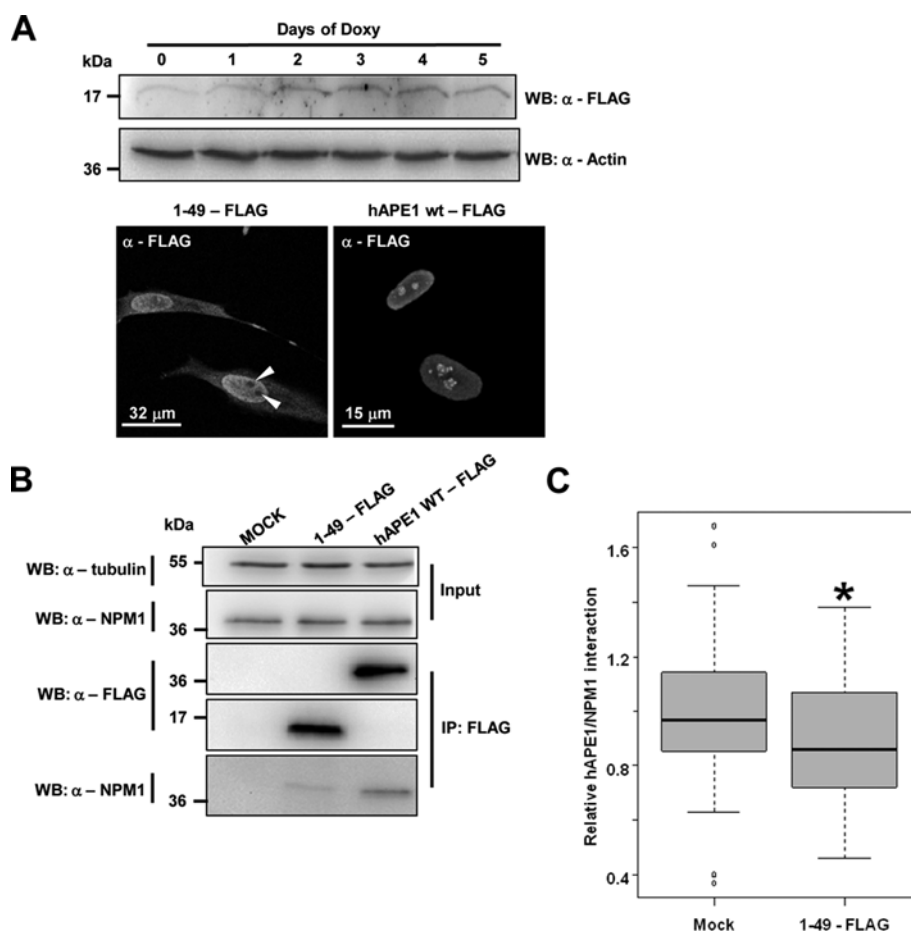 A
Days of Doxy
kDa 0 1 2 3 4 5
17 WB: α - FLAG
36 WB: α - Actin
1-49 – FLAG hAPE1 wt – FLAG
α - FLAG α - FLAG
32 μm 15 μm
B
kDa MOCK 1-49 – FLAG hAPE1 WT – FLAG
WB: α – tubulin 55
Input
WB: α – NPM1 36
WB: α – FLAG 36
17 IP: FLAG
WB: α – NPM1 36
C
Relative hAPE1/NPM1 interaction
1.6
*
1.2
0.8
0.4
Mock 1-49 - FLAG